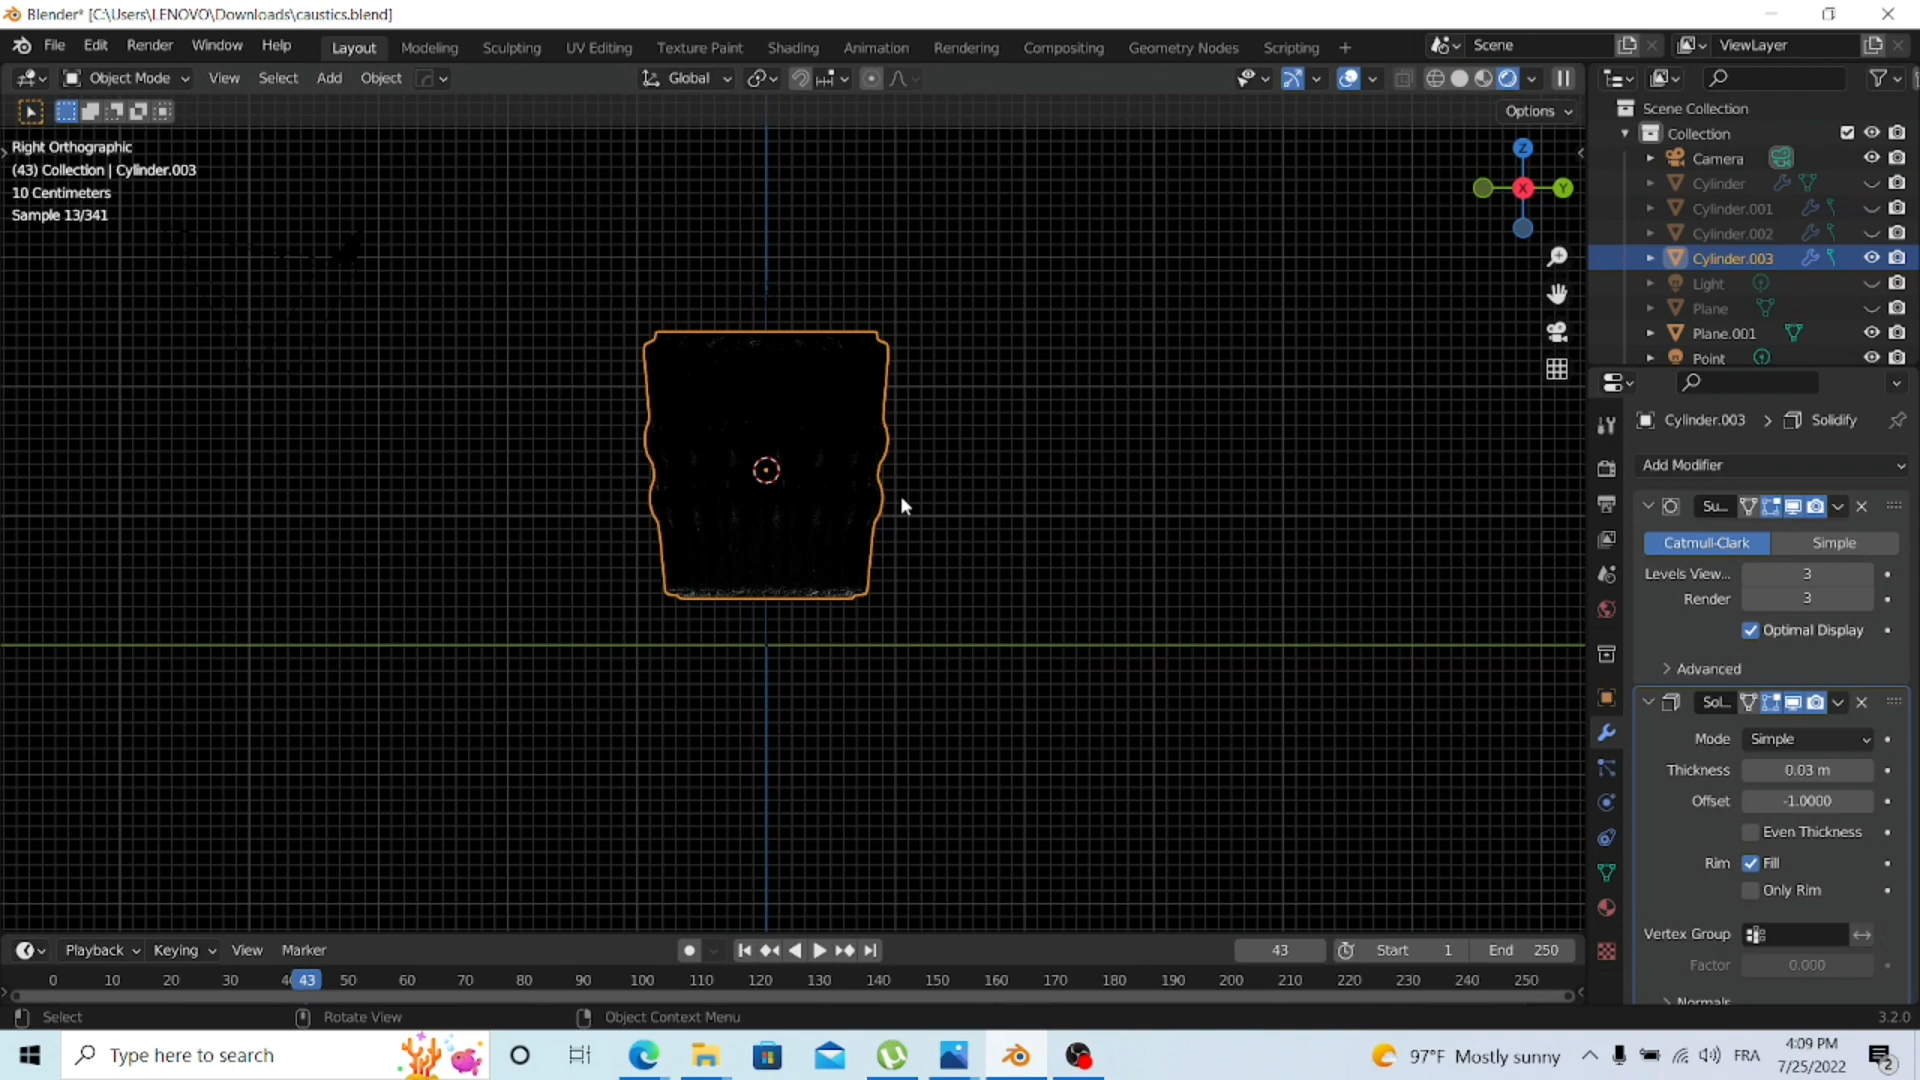 Blender* [C:\Users\LENOVO\Downloads\caustics.blend]
File Edit Render Window Help Layout Modeling Sculpting UV Editing Texture Paint Shading Animation Rendering Compositing Geometry Nodes Scripting + Scene ViewLayer
Object Mode View Select Add Object Global
Options
Right Orthographic
(43) Collection | Cylinder.003
10 Centimeters
Sample 13/341
Z
X
Y
Scene Collection
Collection
Camera
Cylinder
Cylinder.001
Cylinder.002
Cylinder.003
Light
Plane
Plane.001
Point
Cylinder.003 > Solidify
Add Modifier
Su...
Catmull-Clark Simple
Levels View... 3
Render 3
Optimal Display
Advanced
Sol...
Mode Simple
Thickness 0.03 m
Offset -1.0000
Even Thickness
Rim Fill
Only Rim
Vertex Group
Factor 0.000
Normals
Playback Keying View Marker 43 Start 1 End 250
0 10 20 30 4 43 50 60 70 80 90 100 110 120 130 140 150 160 170 180 190 200 210 220 230 240 250
Select Rotate View Object Context Menu 3.2.0
Type here to search 97°F Mostly sunny FRA 4:09 PM
7/25/2022 2